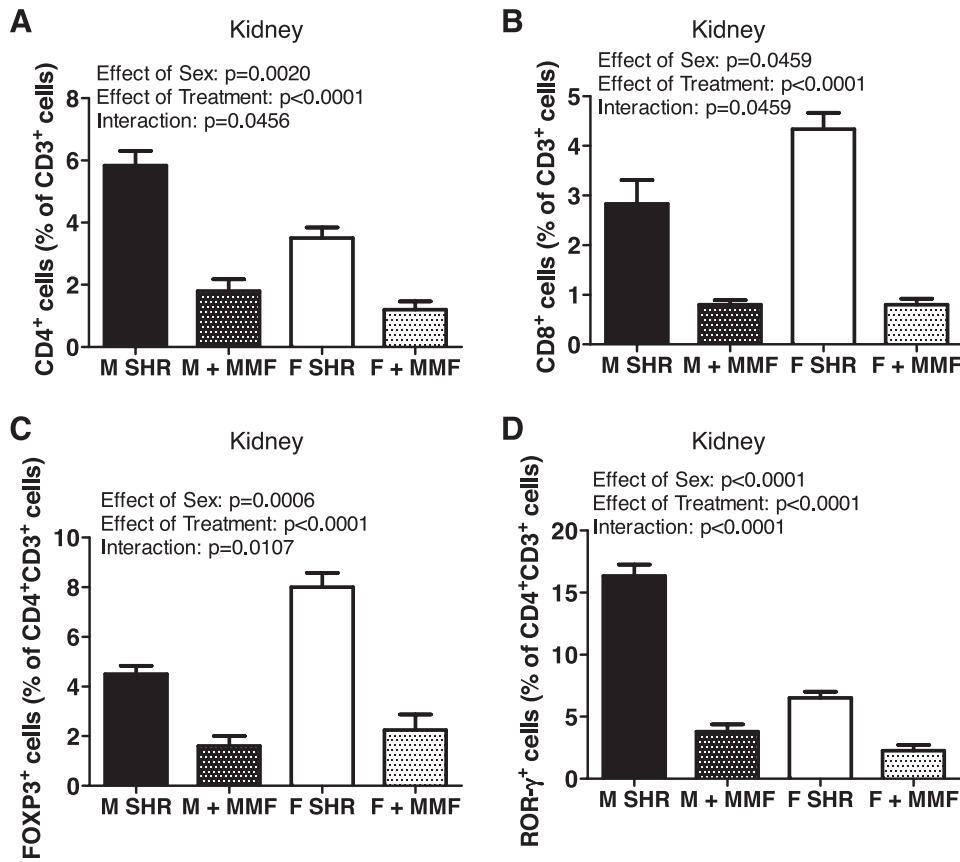 A
Kidney
Effect of Sex: p=0.0020
Effect of Treatment: p<0.0001
Interaction: p=0.0456
CD4+ cells (% of CD3+ cells)
8
6
4
2
0
M SHR M + MMF F SHR F + MMF
B
Kidney
Effect of Sex: p=0.0459
Effect of Treatment: p<0.0001
Interaction: p=0.0459
CD8+ cells (% of CD3+ cells)
5
4
3
2
1
0
M SHR M + MMF F SHR F + MMF
C
Kidney
Effect of Sex: p=0.0006
Effect of Treatment: p<0.0001
Interaction: p=0.0107
FOXP3+ cells (% of CD4+CD3+ cells)
10
8
6
4
2
0
M SHR M + MMF F SHR F + MMF
D
Kidney
Effect of Sex: p<0.0001
Effect of Treatment: p<0.0001
Interaction: p<0.0001
ROR-γ+ cells (% of CD4+CD3+ cells)
20
15
10
5
0
M SHR M + MMF F SHR F + MMF